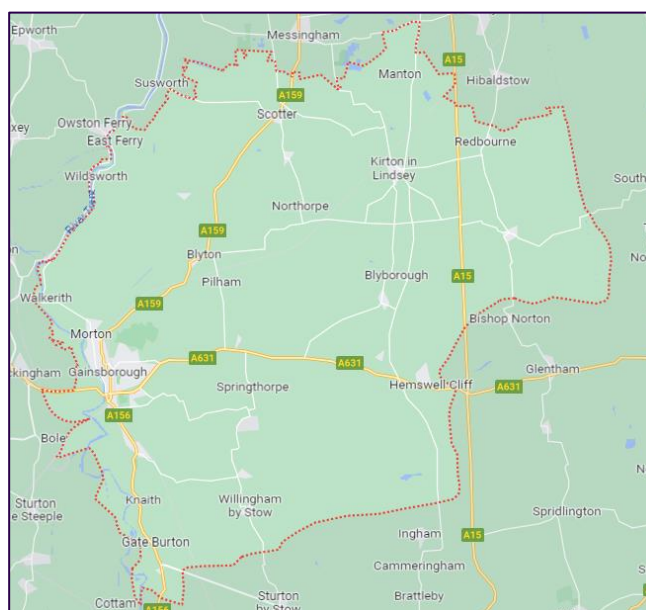 Epworth
Messingham
Manton
A15
Hibaldstow
Susworth
A159
Scotter
Owston Ferry
East Ferry
Redbourne
Kirton in
Lindsey
Wildsworth
Northorpe
A159
Blyton
A15
Pilham
Blyborough
Walkerith
A159
Morton
Bishop Norton
Gainsborough
A631
A631
Glentham
Springthorpe
Hemswell Cliff
A631
A156
Bole
Knaith
Willingham
by Stow
Sturton
e Steeple
Spridlington
Gate Burton
Ingham
A15
Cammeringham
Cottam
A156
Sturton
by Stow
Brattleby